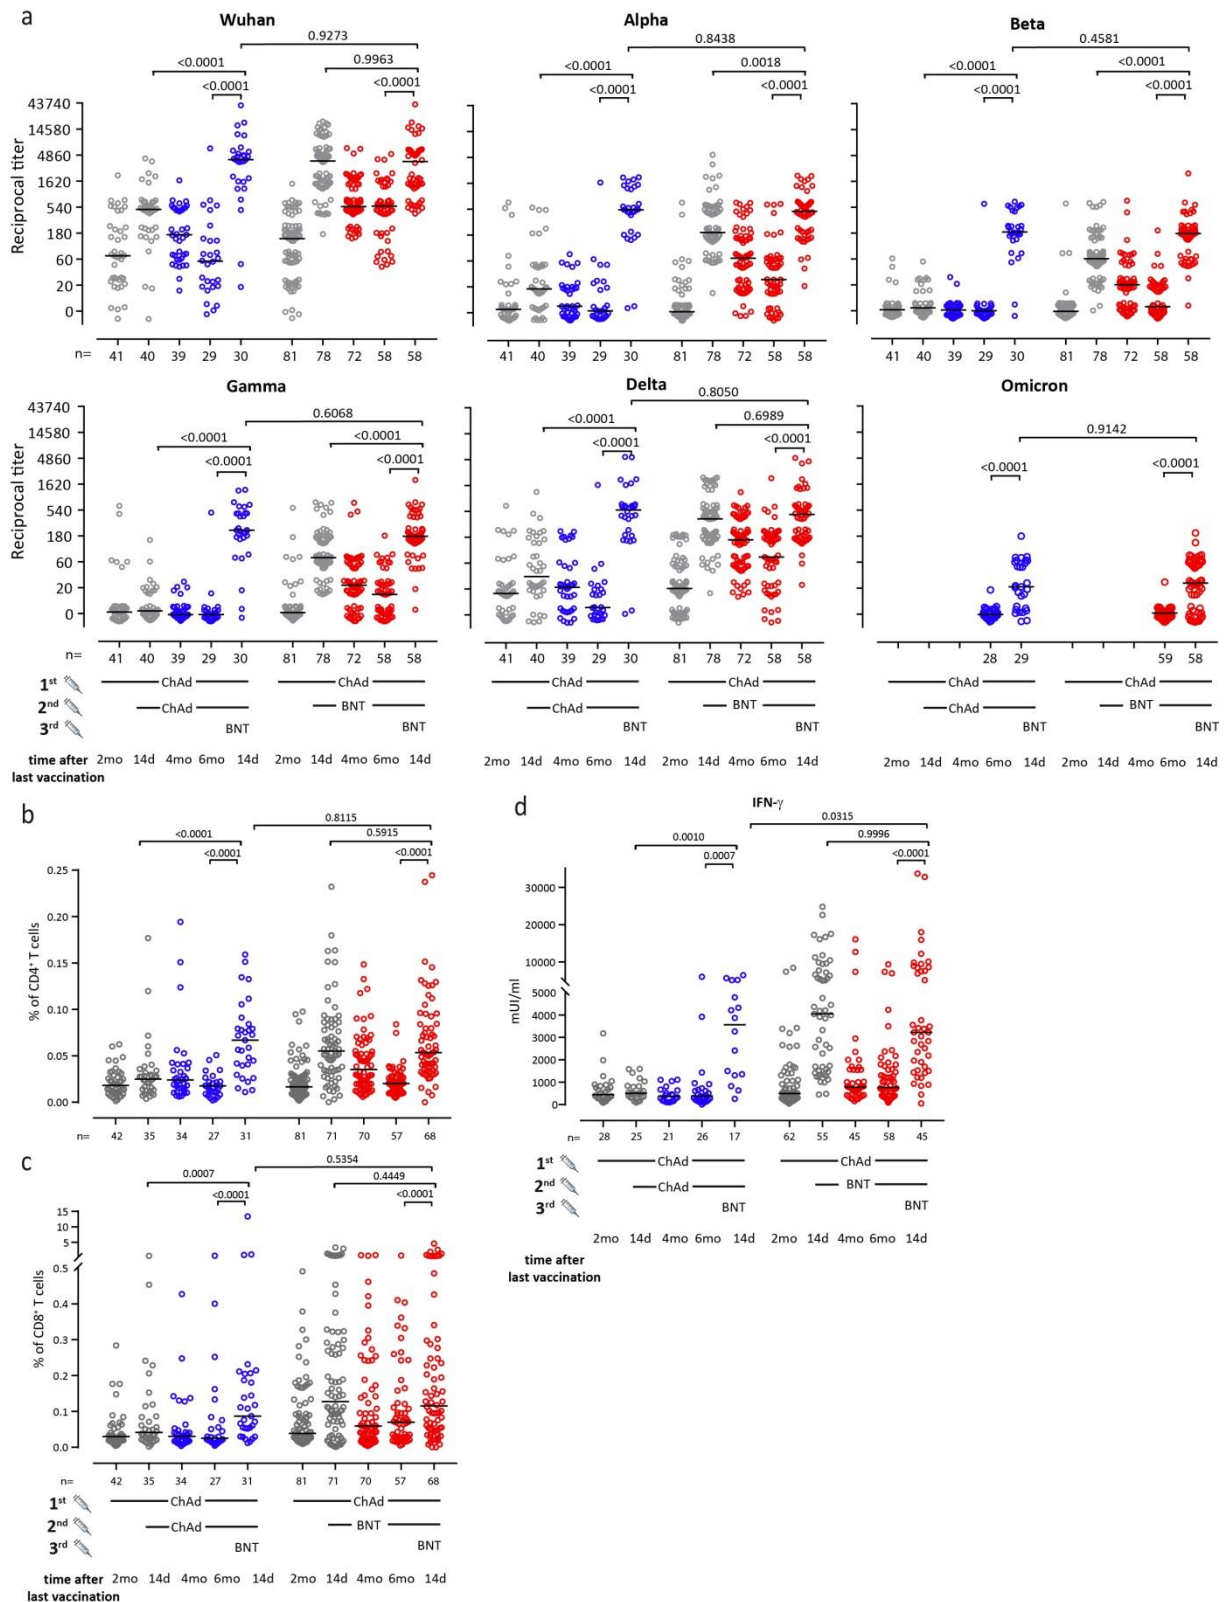 a
Wuhan
Alpha
Beta
0.9273
0.8438
0.4581
<0.0001
0.9963
<0.0001
0.0018
<0.0001
<0.0001
<0.0001
<0.0001
<0.0001
<0.0001
<0.0001
<0.0001
Reciprocal titer
43740
14580
4860
1620
540
180
60
20
0
n= 41 40 39 29 30 81 78 72 58 58
41 40 39 29 30 81 78 72 58 58
41 40 39 29 30 81 78 72 58 58
Gamma
Delta
Omicron
0.6068
0.8050
0.9142
<0.0001
<0.0001
<0.0001
0.6989
<0.0001
<0.0001
<0.0001
<0.0001
<0.0001
<0.0001
Reciprocal titer
43740
14580
4860
1620
540
180
60
20
0
n= 41 40 39 29 30 81 78 72 58 58
41 40 39 29 30 81 78 72 58 58
28 29 59 58
1st ChAd ChAd ChAd ChAd ChAd ChAd
2nd ChAd BNT ChAd BNT ChAd BNT
3rd BNT BNT BNT BNT BNT BNT
time after
last vaccination
2mo 14d 4mo 6mo 14d 2mo 14d 4mo 6mo 14d
2mo 14d 4mo 6mo 14d 2mo 14d 4mo 6mo 14d
2mo 14d 4mo 6mo 14d 2mo 14d 4mo 6mo 14d
b
0.8115
<0.0001
0.5915
<0.0001
<0.0001
% of CD4+ T cells
0.25
0.20
0.15
0.10
0.05
0.00
n= 42 35 34 27 31 81 71 70 57 68
c
0.5354
0.0007
0.4449
<0.0001
<0.0001
% of CD8+ T cells
15
10
5
0.5
0.4
0.3
0.2
0.1
0.0
n= 42 35 34 27 31 81 71 70 57 68
1st ChAd ChAd
2nd ChAd BNT
3rd BNT BNT
time after
last vaccination
2mo 14d 4mo 6mo 14d 2mo 14d 4mo 6mo 14d
d
IFN-γ
0.0315
0.0010
0.9996
0.0007
<0.0001
mUI/ml
30000
20000
10000
5000
4000
3000
2000
1000
0
n= 28 25 21 26 17 62 55 45 58 45
1st ChAd ChAd
2nd ChAd BNT
3rd BNT BNT
2mo 14d 4mo 6mo 14d 2mo 14d 4mo 6mo 14d
time after
last vaccination